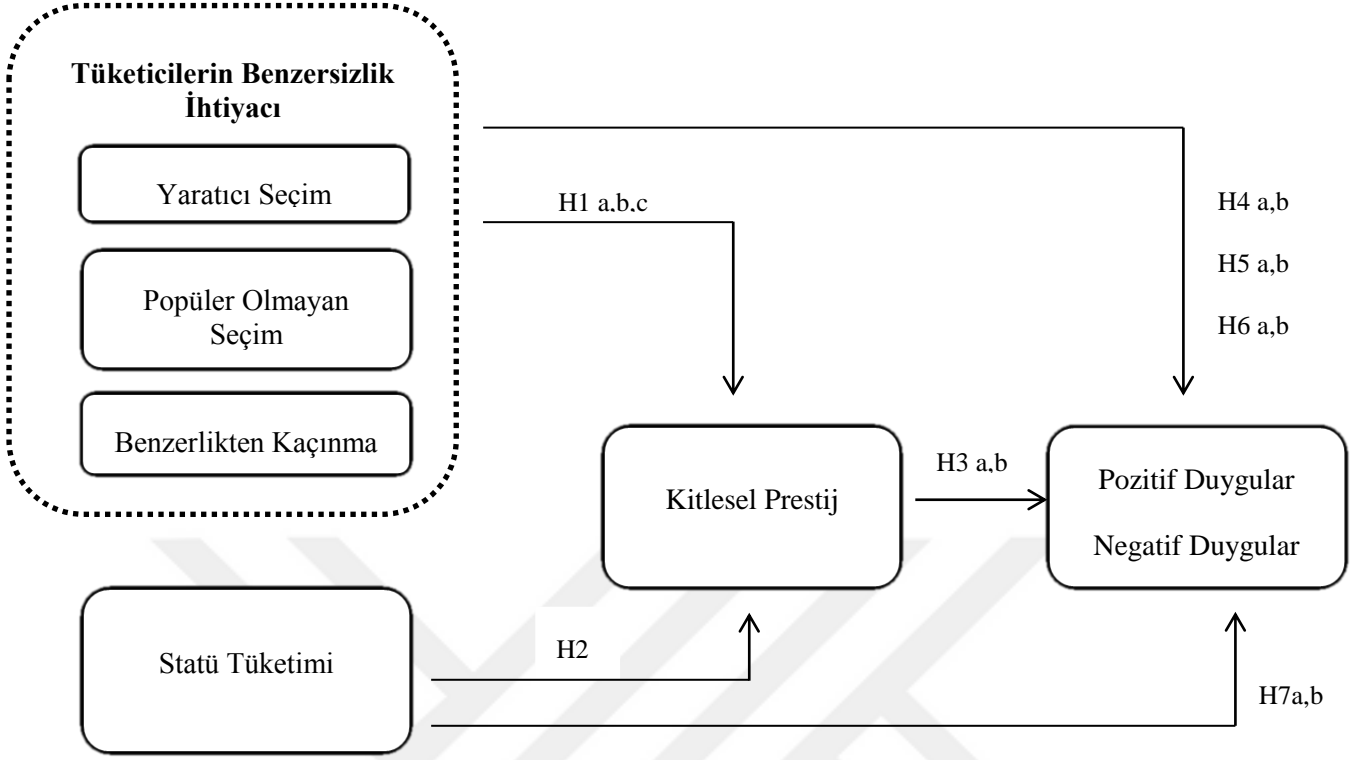 Tüketicilerin Benzersizlik
İhtiyacı
Yaratıcı Seçim
Popüler Olmayan
Seçim
Benzerlikten Kaçınma
H1 a,b,c
H4 a,b
H5 a,b
H6 a,b
Kitlesel Prestij
H3 a,b
Pozitif Duygular
Negatif Duygular
Statü Tüketimi
H2
H7a,b